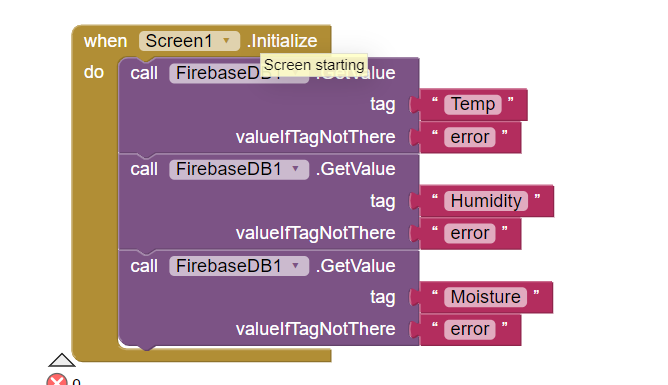 when Screen1 .Initialize
do call FirebaseDB1 .GetValue
Screen starting
tag “ Temp ”
valueIfTagNotThere “ error ”
call FirebaseDB1 .GetValue
tag “ Humidity ”
valueIfTagNotThere “ error ”
call FirebaseDB1 .GetValue
tag “ Moisture ”
valueIfTagNotThere “ error ”
0